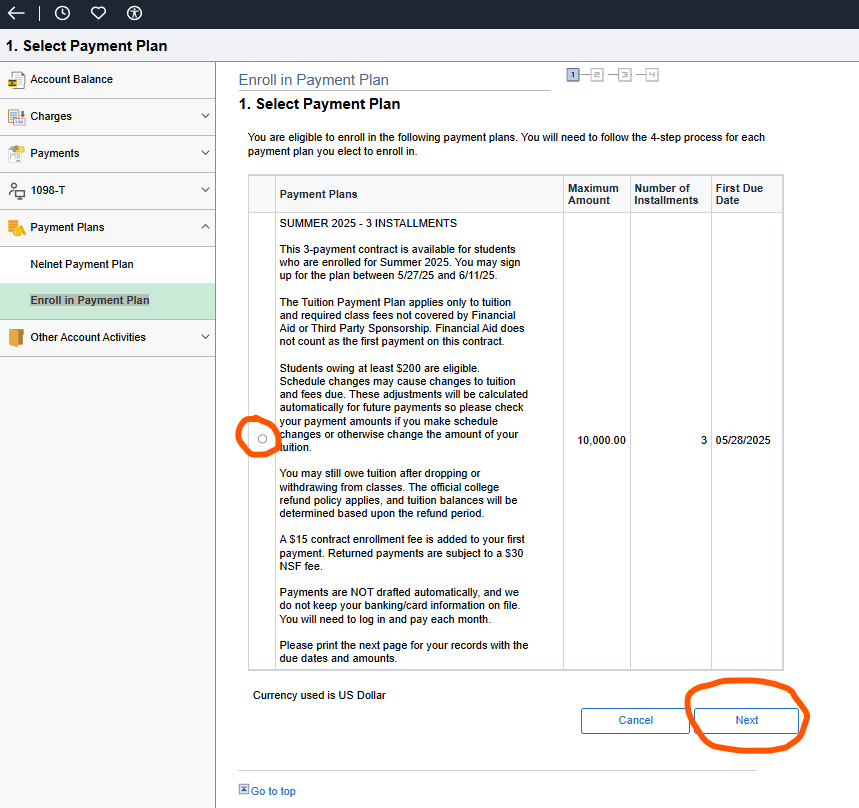 1. Select Payment Plan
Account Balance
Charges
Payments
1098-T
Payment Plans
Nelnet Payment Plan
Enroll in Payment Plan
Other Account Activities
Enroll in Payment Plan
1 2 3 4
1. Select Payment Plan
You are eligible to enroll in the following payment plans. You will need to follow the 4-step process for each
payment plan you elect to enroll in.
Payment Plans
Maximum
Amount
Number of
Installments
First Due
Date
SUMMER 2025 - 3 INSTALLMENTS
This 3-payment contract is available for students
who are enrolled for Summer 2025. You may sign
up for the plan between 5/27/25 and 6/11/25.
The Tuition Payment Plan applies only to tuition
and required class fees not covered by Financial
Aid or Third Party Sponsorship. Financial Aid does
not count as the first payment on this contract.
Students owing at least $200 are eligible.
Schedule changes may cause changes to tuition
and fees due. These adjustments will be calculated
automatically for future payments so please check
your payment amounts if you make schedule
changes or otherwise change the amount of your
tuition.
You may still owe tuition after dropping or
withdrawing from classes. The official college
refund policy applies, and tuition balances will be
determined based upon the refund period.
A $15 contract enrollment fee is added to your first
payment. Returned payments are subject to a $30
NSF fee.
Payments are NOT drafted automatically, and we
do not keep your banking/card information on file.
You will need to log in and pay each month.
Please print the next page for your records with the
due dates and amounts.
10,000.00
3
05/28/2025
Currency used is US Dollar
Cancel
Next
Go to top